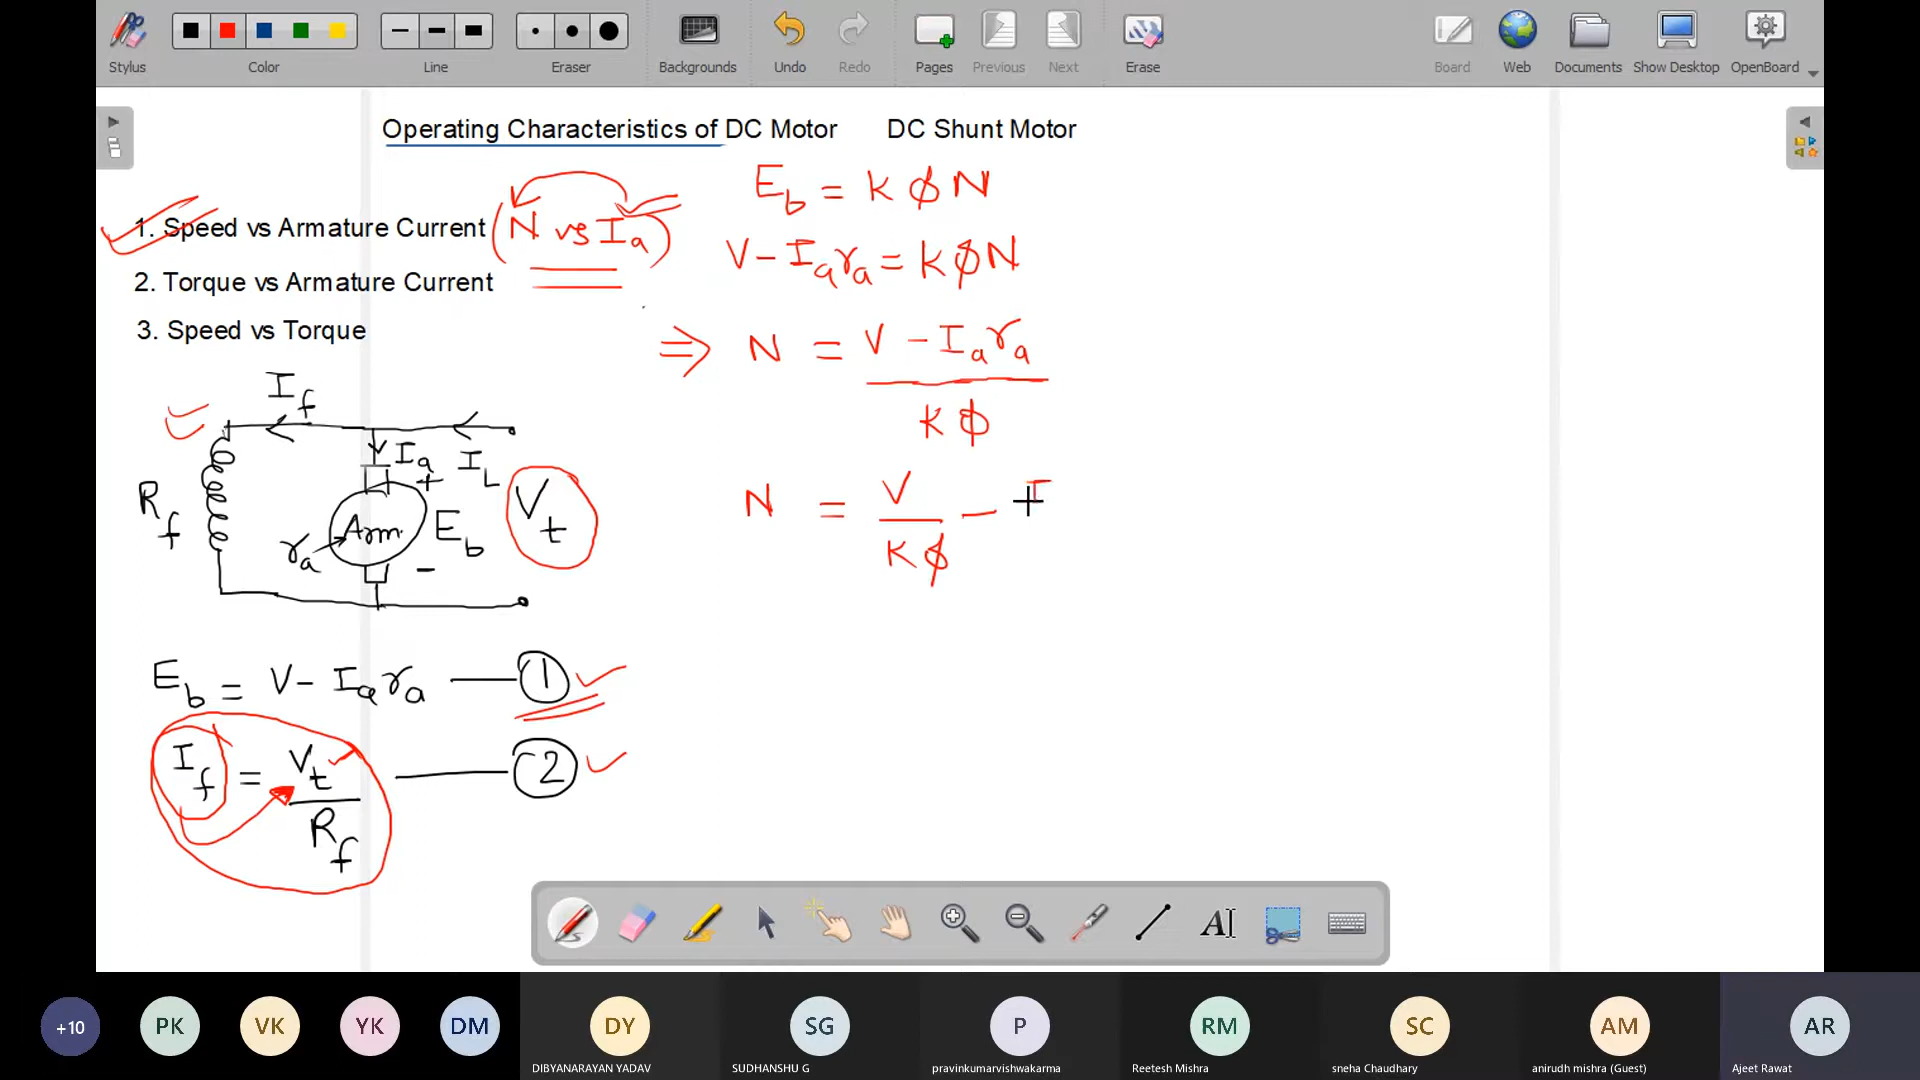 Stylus Color Line Eraser Backgrounds Undo Redo Pages Previous Next Erase Board Web Documents Show Desktop OpenBoard
Operating Characteristics of DC Motor DC Shunt Motor
1. Speed vs Armature Current (N vs Ia)
2. Torque vs Armature Current
3. Speed vs Torque
If
Ia
IL
+
Rf
Arm.
ra
Eb
Vt
-
Eb = V - Iara — 1
If = Vt/Rf — 2
Eb = KϕN
V - Iara = KϕN
⇒ N = V - Iara / Kϕ
N = V/Kϕ - I
AI
+10 PK VK YK DM DY SG P RM SC AM AR
DIBYANARAYAN YADAV SUDHANSHU G pravinkumarvishwakarma Reetesh Mishra sneha Chaudhary anirudh mishra (Guest) Ajeet Rawat